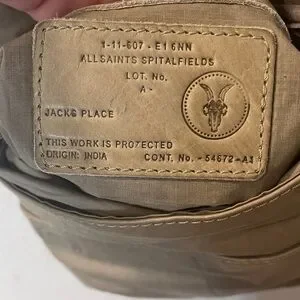 1-11-607 - E1 6NN
ALLSAINTS SPITALFIELDS
LOT. No.
A -
JACKS PLACE
THIS WORK IS PROTECTED
ORIGIN: INDIA CONT. No. - 54672 - A1